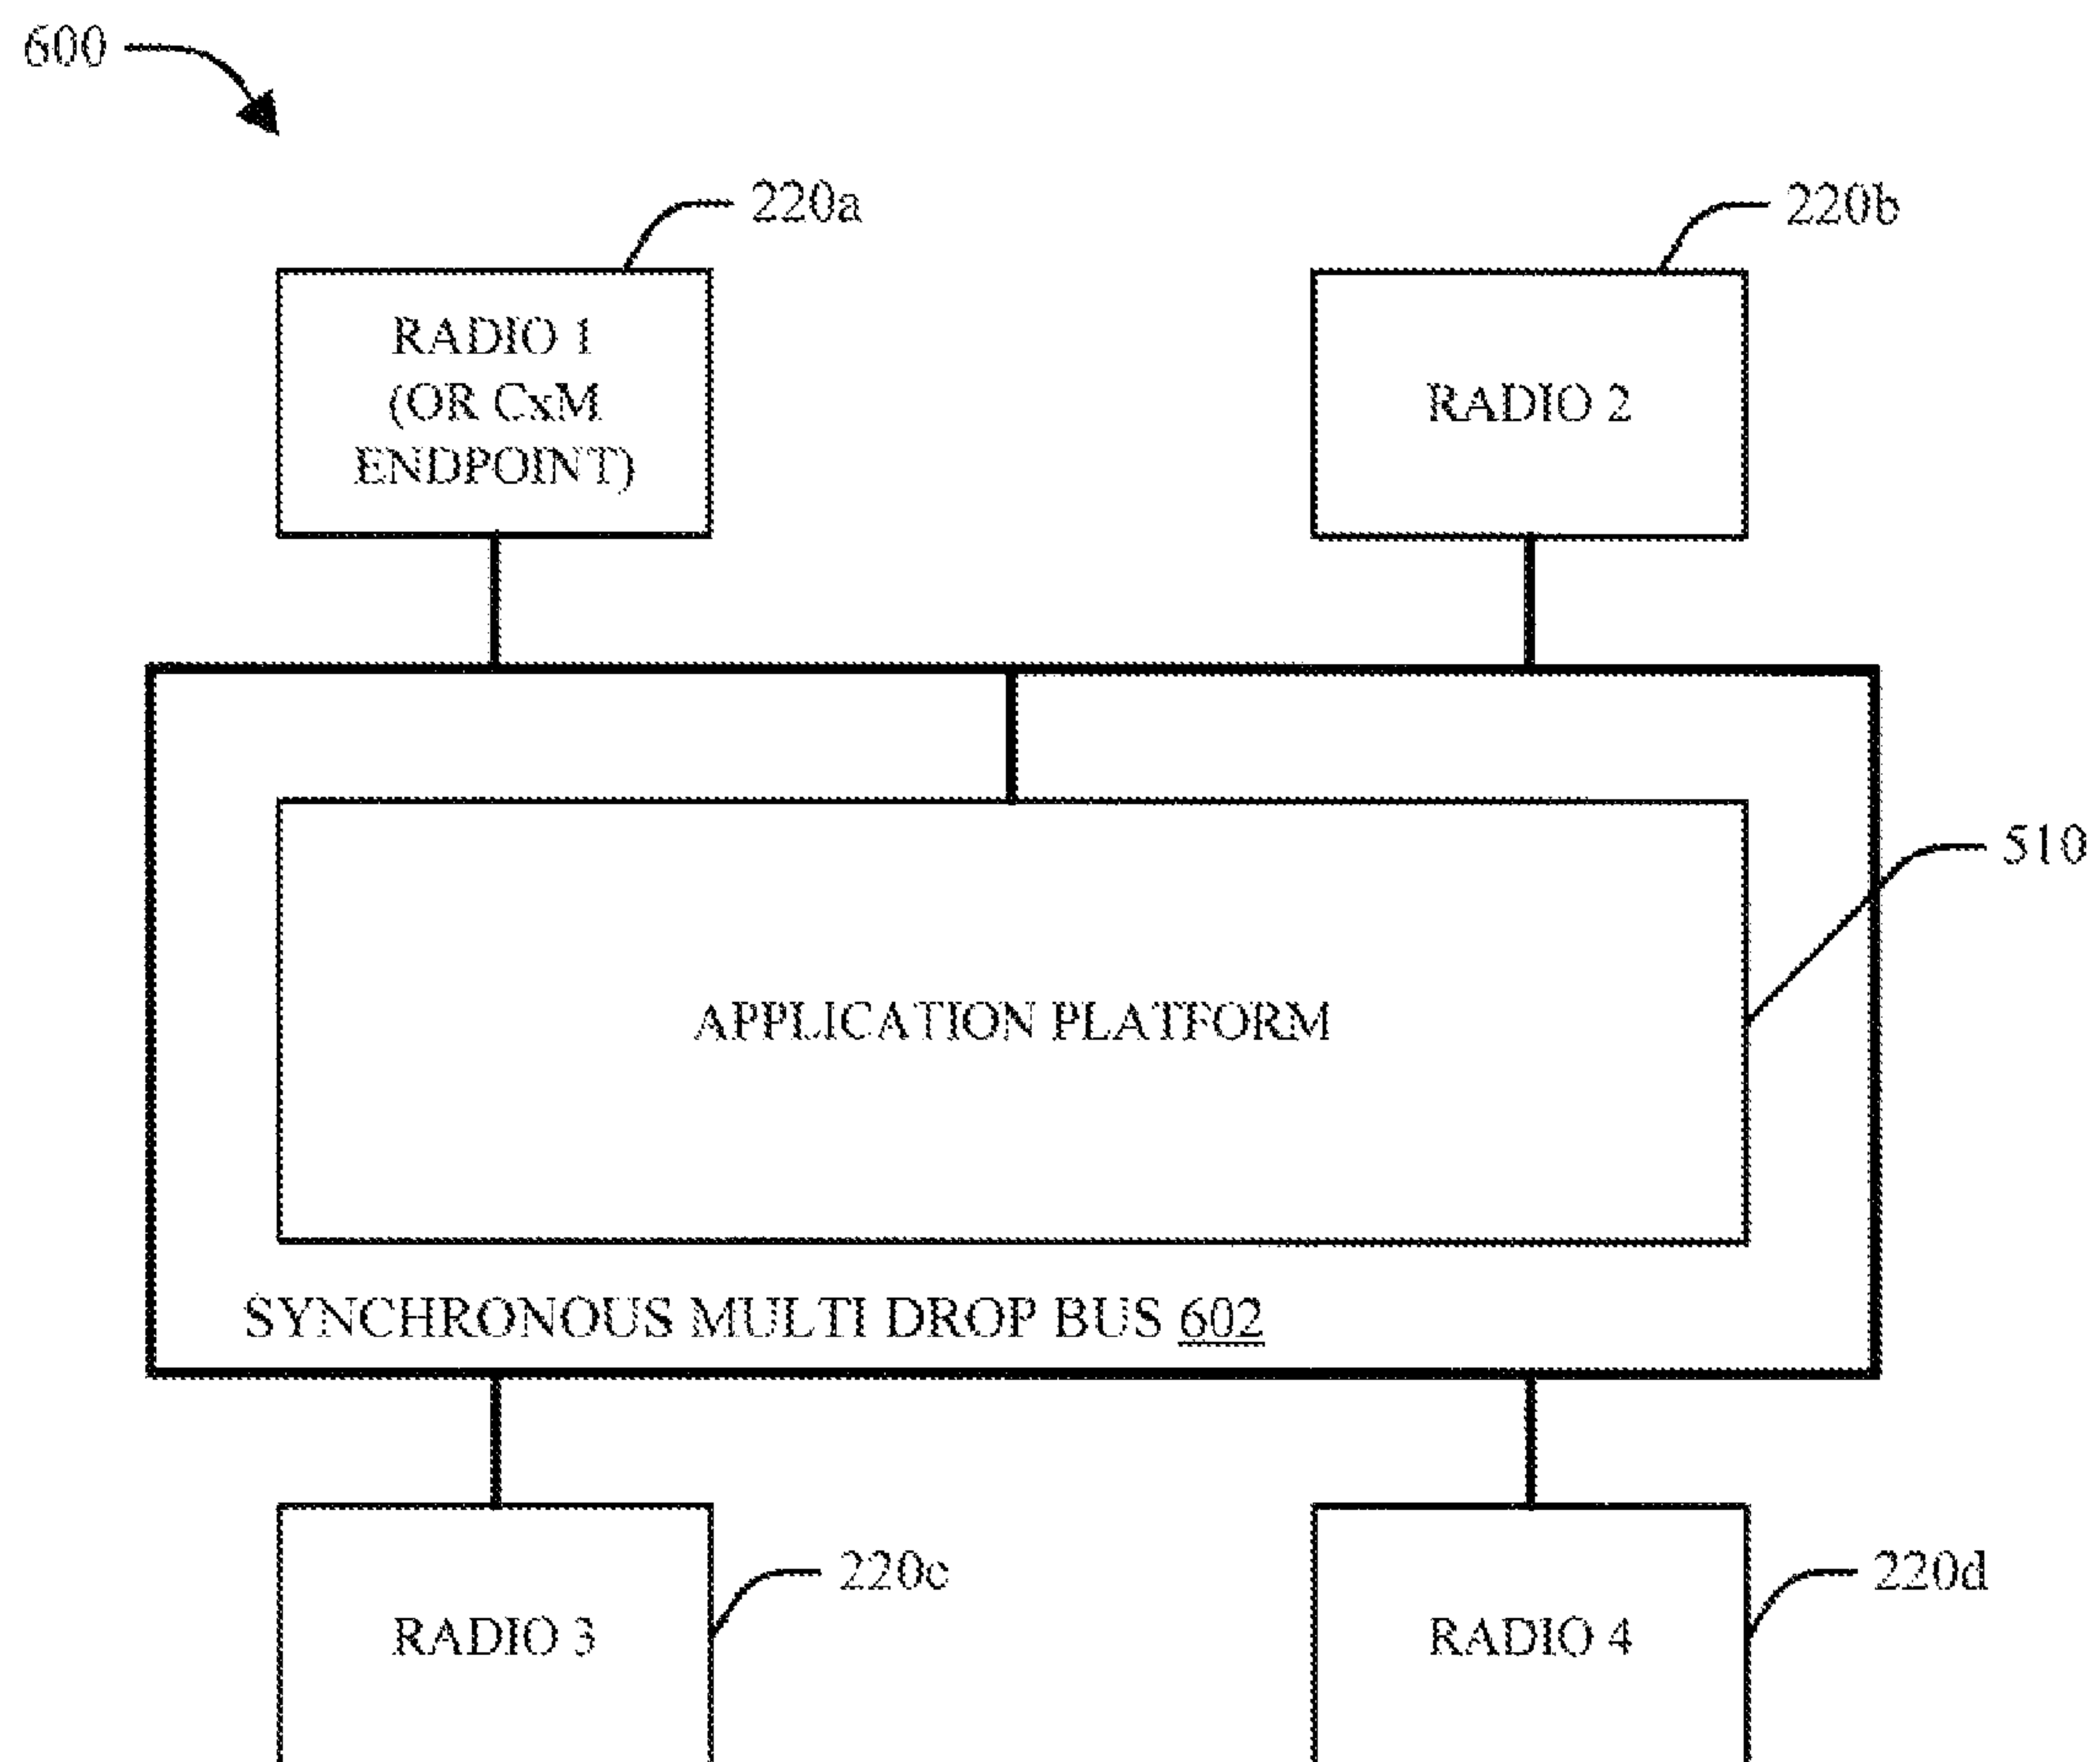 600
220a
220b
RADIO 1
(OR CxM
ENDPOINT)
RADIO 2
510
APPLICATION PLATFORM
SYNCHRONOUS MULTI DROP BUS 602
220c
220d
RADIO 3
RADIO 4